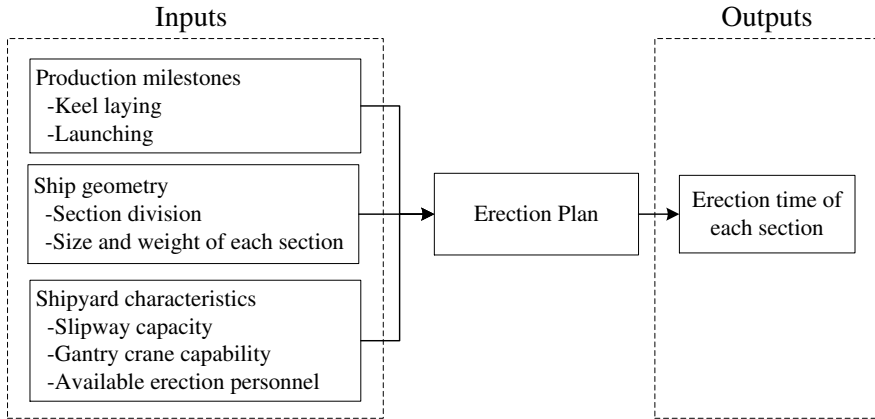 Inputs
Outputs
Production milestones
-Keel laying
-Launching
Ship geometry
-Section division
-Size and weight of each section
Shipyard characteristics
-Slipway capacity
-Gantry crane capability
-Available erection personnel
Erection Plan
Erection time of
each section